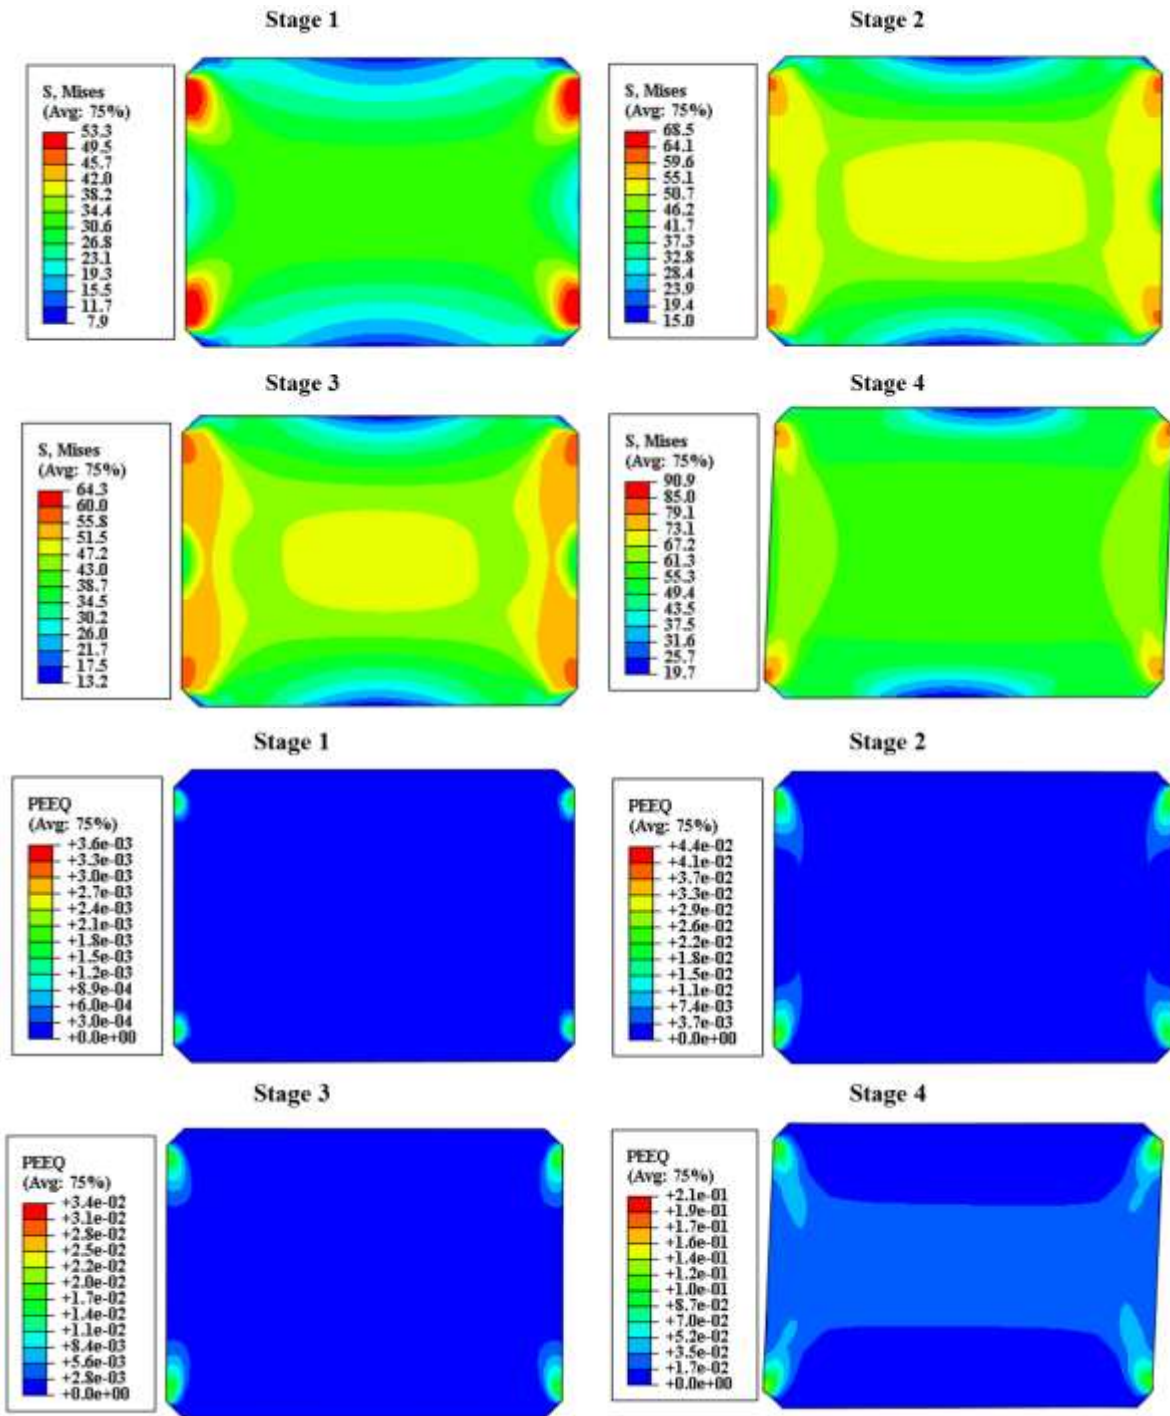 Stage 1
S, Mises
(Avg: 75%)
53.3
49.5
45.7
42.0
38.2
34.4
30.6
26.8
23.1
19.3
15.5
11.7
7.9
Stage 2
S, Mises
(Avg: 75%)
68.5
64.1
59.6
55.1
50.7
46.2
41.7
37.3
32.8
28.4
23.9
19.4
15.0
Stage 3
S, Mises
(Avg: 75%)
64.3
60.0
55.8
51.5
47.2
43.0
38.7
34.5
30.2
26.0
21.7
17.5
13.2
Stage 4
S, Mises
(Avg: 75%)
90.9
85.0
79.1
73.1
67.2
61.3
55.3
49.4
43.5
37.5
31.6
25.7
19.7
Stage 1
PEEQ
(Avg: 75%)
+3.6e-03
+3.3e-03
+3.0e-03
+2.7e-03
+2.4e-03
+2.1e-03
+1.8e-03
+1.5e-03
+1.2e-03
+8.9e-04
+6.0e-04
+3.0e-04
+0.0e+00
Stage 2
PEEQ
(Avg: 75%)
+4.4e-02
+4.1e-02
+3.7e-02
+3.3e-02
+2.9e-02
+2.6e-02
+2.2e-02
+1.8e-02
+1.5e-02
+1.1e-02
+7.4e-03
+3.7e-03
+0.0e+00
Stage 3
PEEQ
(Avg: 75%)
+3.4e-02
+3.1e-02
+2.8e-02
+2.5e-02
+2.2e-02
+2.0e-02
+1.7e-02
+1.4e-02
+1.1e-02
+8.4e-03
+5.6e-03
+2.8e-03
+0.0e+00
Stage 4
PEEQ
(Avg: 75%)
+2.1e-01
+1.9e-01
+1.7e-01
+1.6e-01
+1.4e-01
+1.2e-01
+1.0e-01
+8.7e-02
+7.0e-02
+5.2e-02
+3.5e-02
+1.7e-02
+0.0e+00